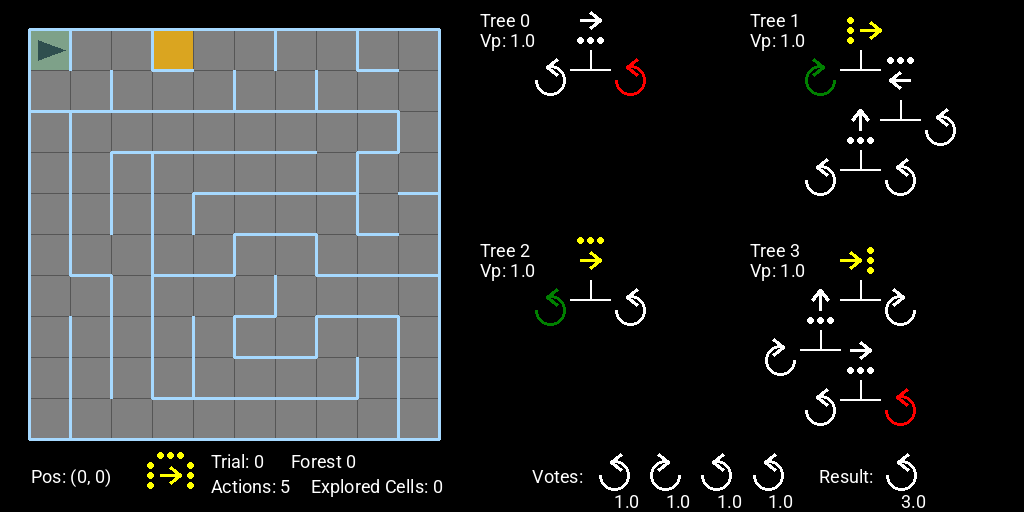 Tree 0
Vp: 1.0
Tree 1
Vp: 1.0
Tree 2
Vp: 1.0
Tree 3
Vp: 1.0
Pos: (0, 0)
Trial: 0 Forest 0
Actions: 5 Explored Cells: 0
Votes: Result:
1.0 1.0 1.0 1.0 3.0